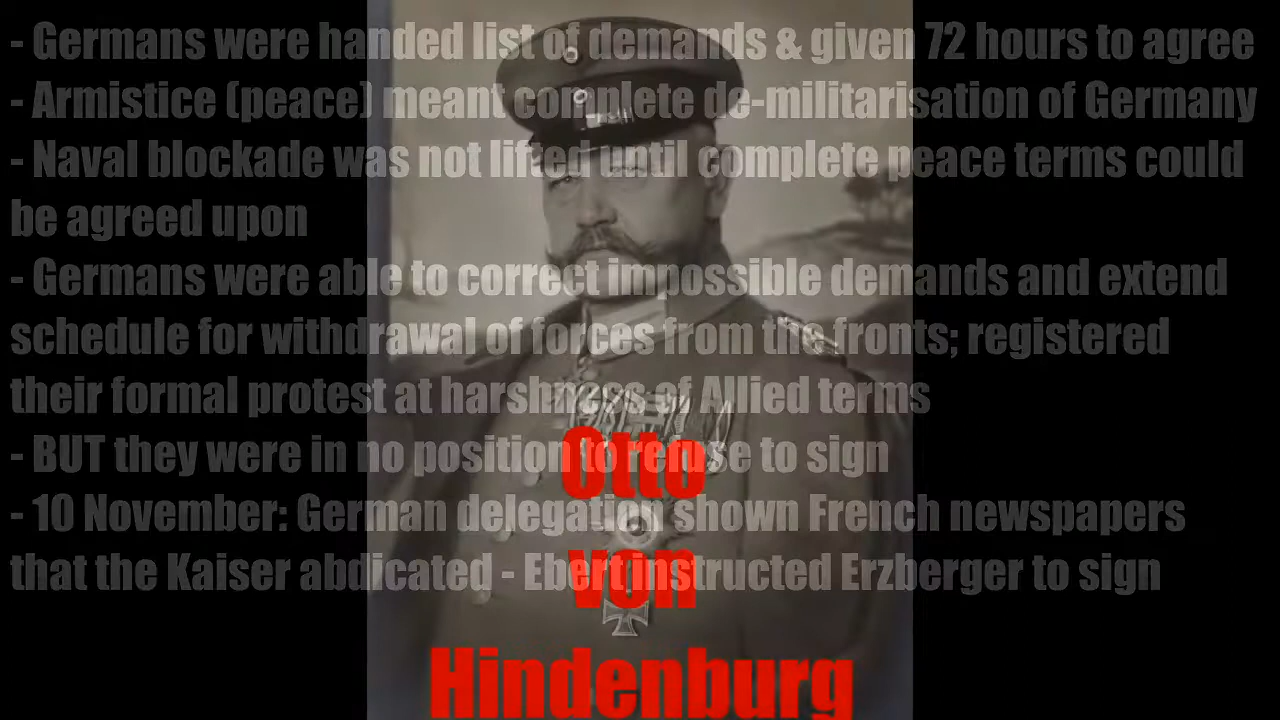 - Germans were handed list of demands & given 72 hours to agree
- Armistice (peace) meant complete de-militarisation of Germany
- Naval blockade was not lifted until complete peace terms could
be agreed upon
- Germans were able to correct impossible demands and extend
schedule for withdrawal of forces from the fronts; registered
their formal protest at harshness of Allied terms
- BUT they were in no position to refuse to sign
- 10 November: German delegation shown French newspapers
that the Kaiser abdicated - Ebert instructed Erzberger to sign
Otto
von
Hindenburg